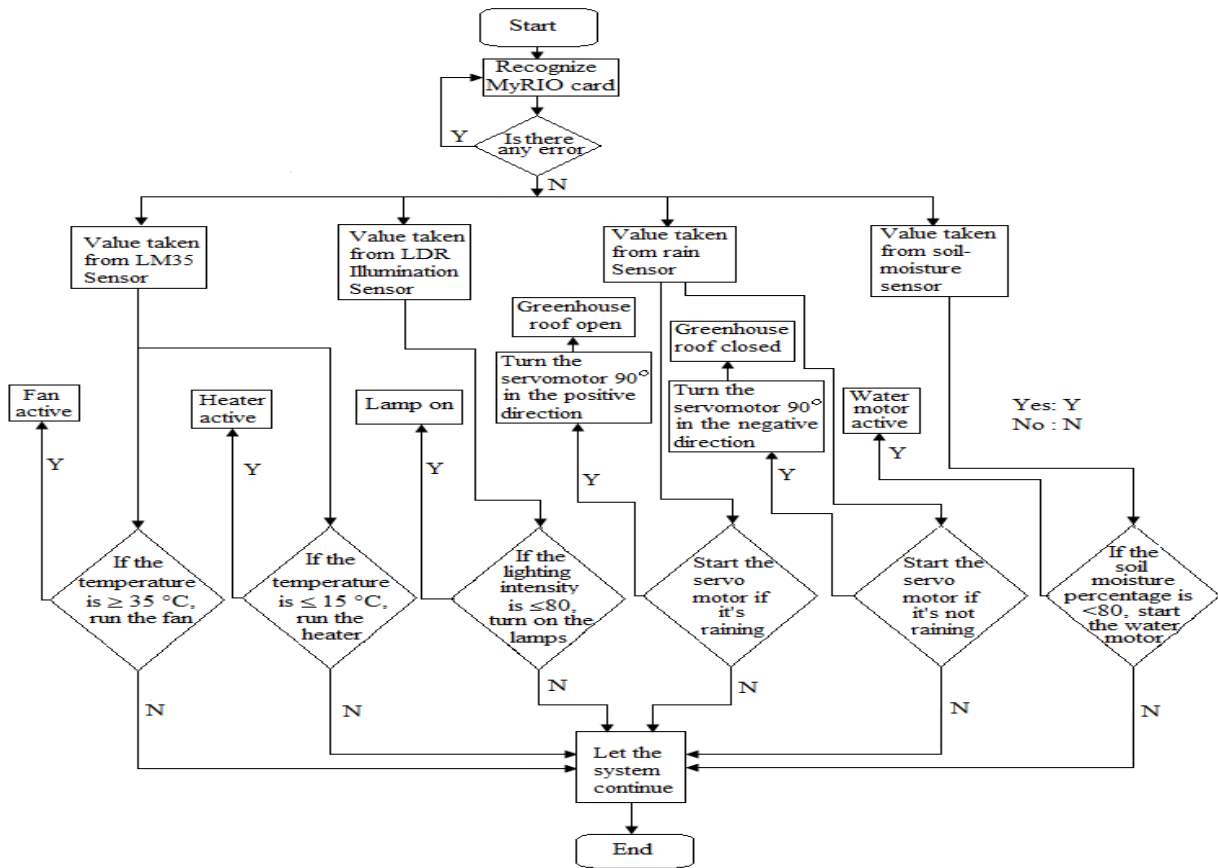 Start
Recognize
MyRIO card
Is there
any error
Y
N
Value taken
from LM35
Sensor
Value taken
from LDR
Illumination
Sensor
Value taken
from rain
Sensor
Value taken
from soil-
moisture
sensor
Greenhouse
roof open
Greenhouse
roof closed
Turn the
servomotor 90°
in the positive
direction
Turn the
servomotor 90°
in the negative
direction
Fan
active
Heater
active
Lamp on
Water
motor
active
Yes: Y
No : N
Y
Y
Y
Y
Y
Y
If the
temperature
is ≥ 35 °C,
run the fan
If the
temperature
is ≤ 15 °C,
run the
heater
If the
lighting
intensity
is ≤80,
turn on the
lamps
Start the
servo
motor if
it's
raining
Start the
servo
motor if
it's not
raining
If the
soil
moisture
percentage is
<80, start
the water
motor
N
N
N
N
N
N
Let the
system
continue
End